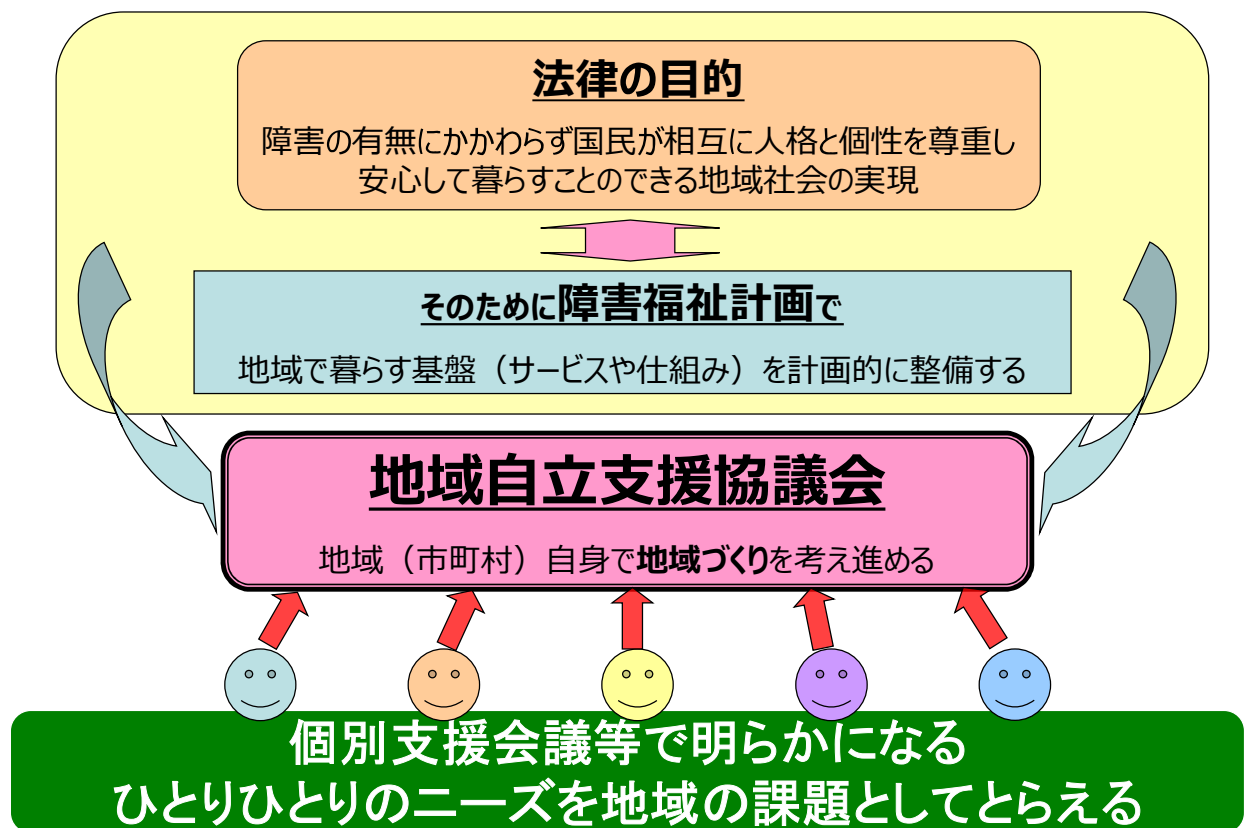 法律の目的
障害の有無にかかわらず国民が相互に人格と個性を尊重し
安心して暮らすことのできる地域社会の実現
そのために障害福祉計画で
地域で暮らす基盤（サービスや仕組み）を計画的に整備する
地域自立支援協議会
地域（市町村）自身で地域づくりを考え進める
個別支援会議等で明らかになる
ひとりひとりのニーズを地域の課題としてとらえる